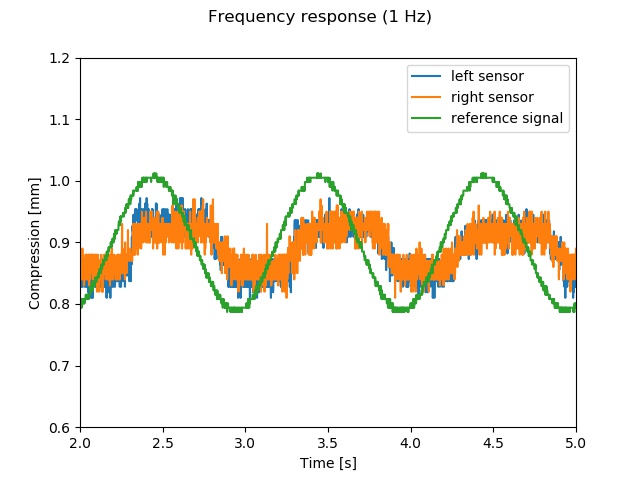 Frequency response (1 Hz)
1.2
1.1
1.0
0.9
0.8
0.7
0.6
Compression [mm]
left sensor
right sensor
reference signal
2.0 2.5 3.0 3.5 4.0 4.5 5.0
Time [s]